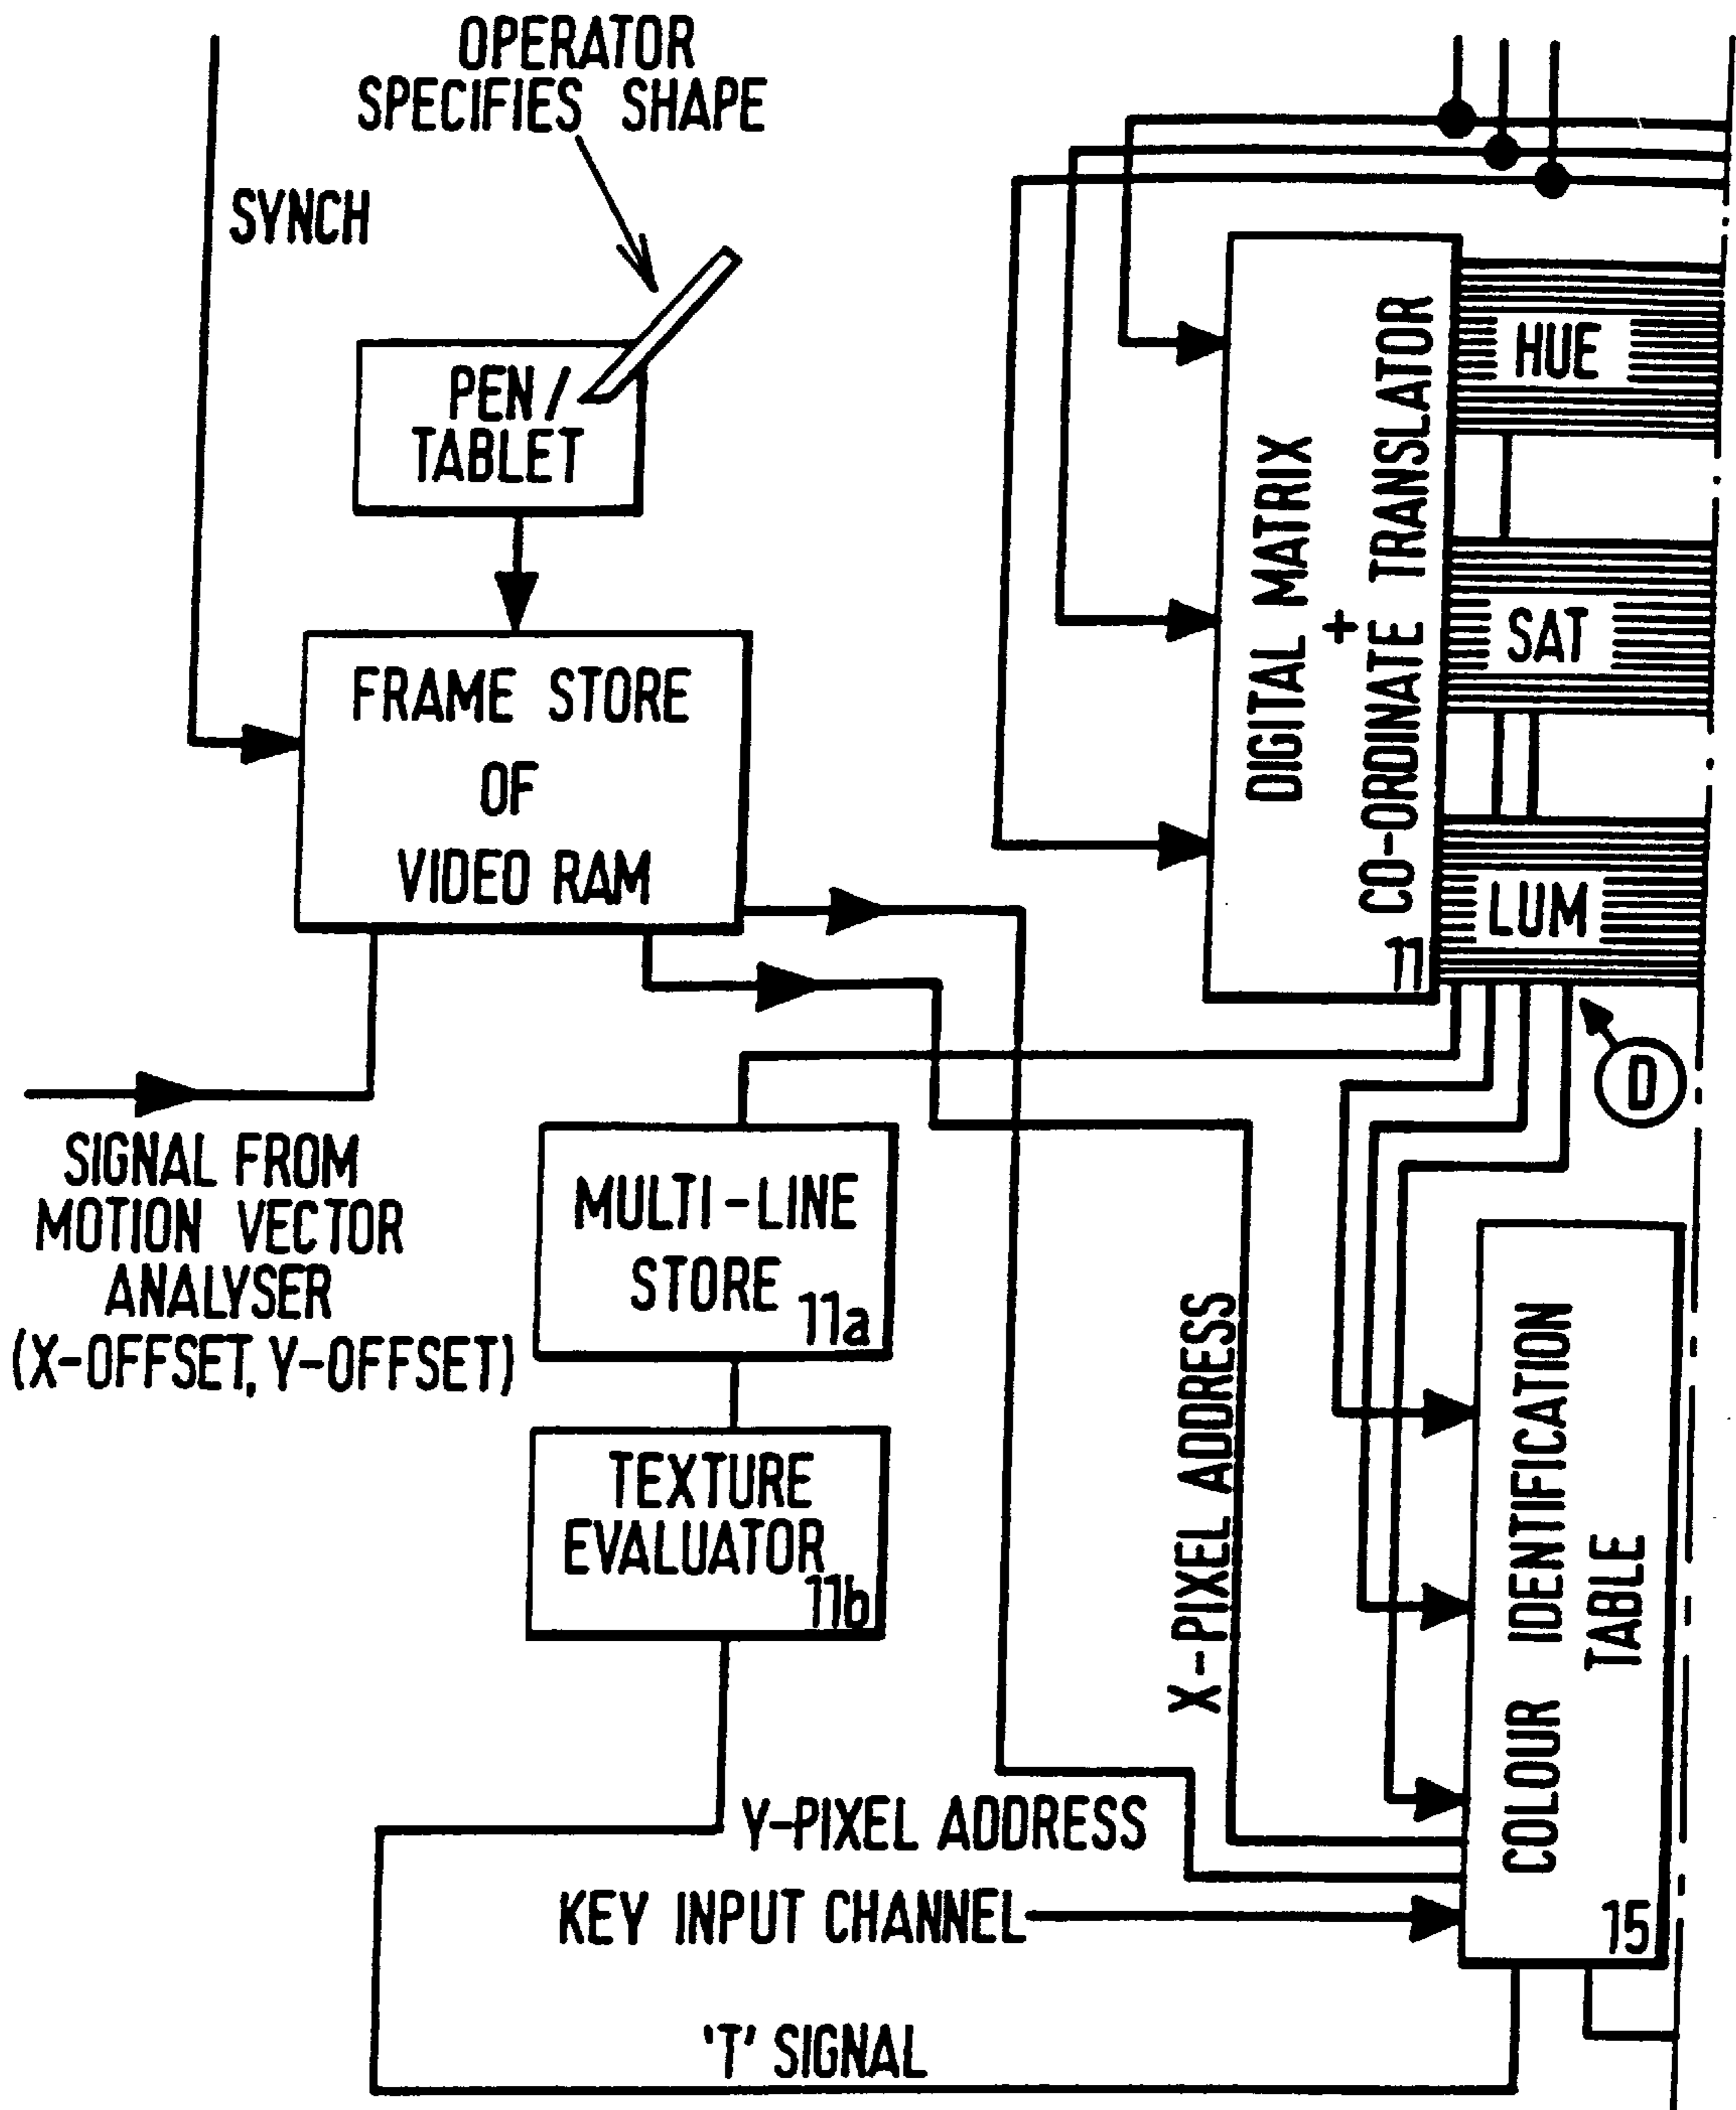 OPERATOR
SPECIFIES SHAPE
SYNCH
PEN/
TABLET
FRAME STORE
OF
VIDEO RAM
DIGITAL MATRIX
+
CO-ORDINATE TRANSLATOR
11
HUE
SAT
LUM
D
SIGNAL FROM
MOTION VECTOR
ANALYSER
(X-OFFSET, Y-OFFSET)
MULTI-LINE
STORE
11a
TEXTURE
EVALUATOR
11b
X-PIXEL ADDRESS
Y-PIXEL ADDRESS
KEY INPUT CHANNEL
'T' SIGNAL
COLOUR IDENTIFICATION
TABLE
15